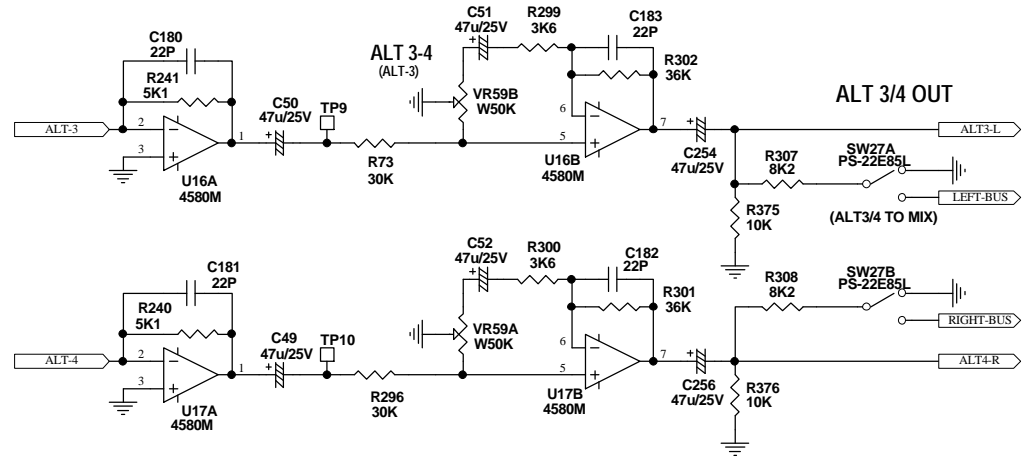 C180
22P
R241
5K1
ALT-3
2
3
1
U16A
4580M
C50
47u/25V
TP9
R73
30K
ALT 3-4
(ALT-3)
C51
47u/25V
R299
3K6
VR59B
W50K
C183
22P
R302
36K
6
5
7
U16B
4580M
C254
47u/25V
ALT 3/4 OUT
ALT3-L
R307
8K2
SW27A
PS-22E85L
LEFT-BUS
(ALT3/4 TO MIX)
R375
10K
C181
22P
R240
5K1
ALT-4
2
3
1
U17A
4580M
C49
47u/25V
TP10
R296
30K
C52
47u/25V
R300
3K6
VR59A
W50K
C182
22P
R301
36K
6
5
7
U17B
4580M
C256
47u/25V
R308
8K2
SW27B
PS-22E85L
RIGHT-BUS
ALT4-R
R376
10K